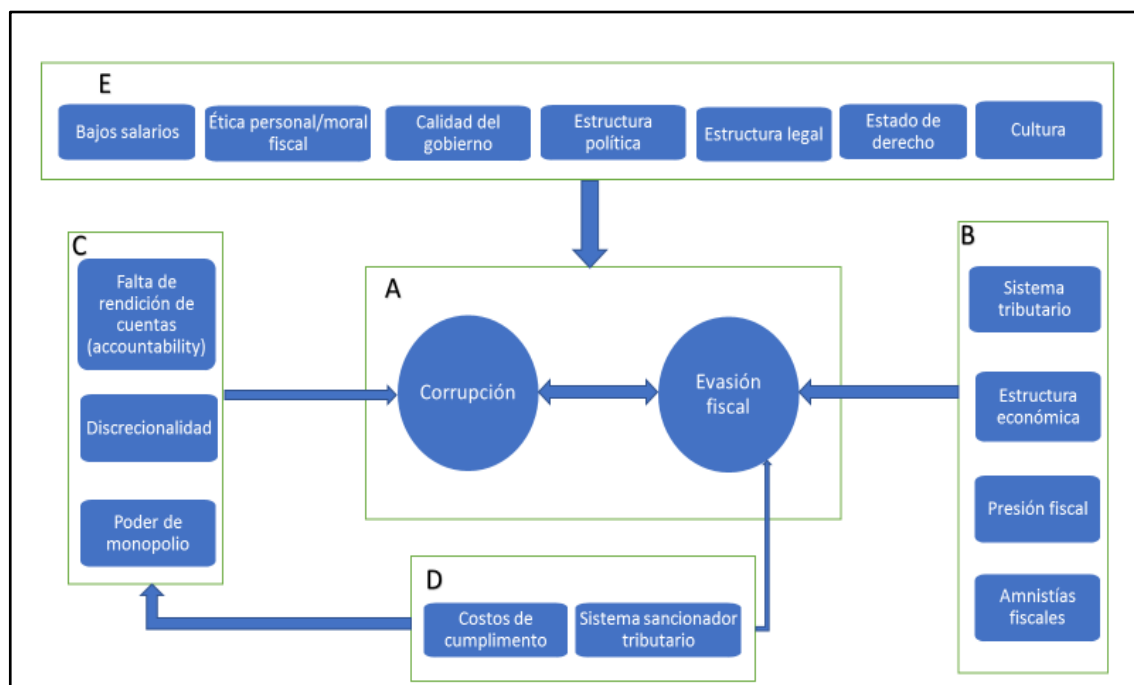 E
Bajos salarios
Ética personal/moral
fiscal
Calidad del
gobierno
Estructura
política
Estructura legal
Estado de
derecho
Cultura
C
Falta de
rendición de
cuentas
(accountability)
Discrecionalidad
Poder de
monopolio
A
Corrupción
Evasión
fiscal
B
Sistema
tributario
Estructura
económica
Presión fiscal
Amnistías
fiscales
D
Costos de
cumplimento
Sistema sancionador
tributario